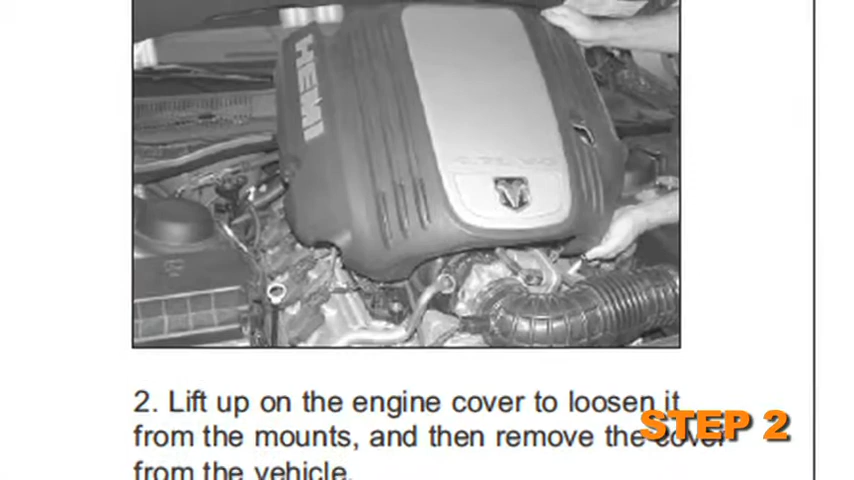 HEMI
2. Lift up on the engine cover to loosen it
from the mounts, and then remove the cover
from the vehicle.
STEP 2